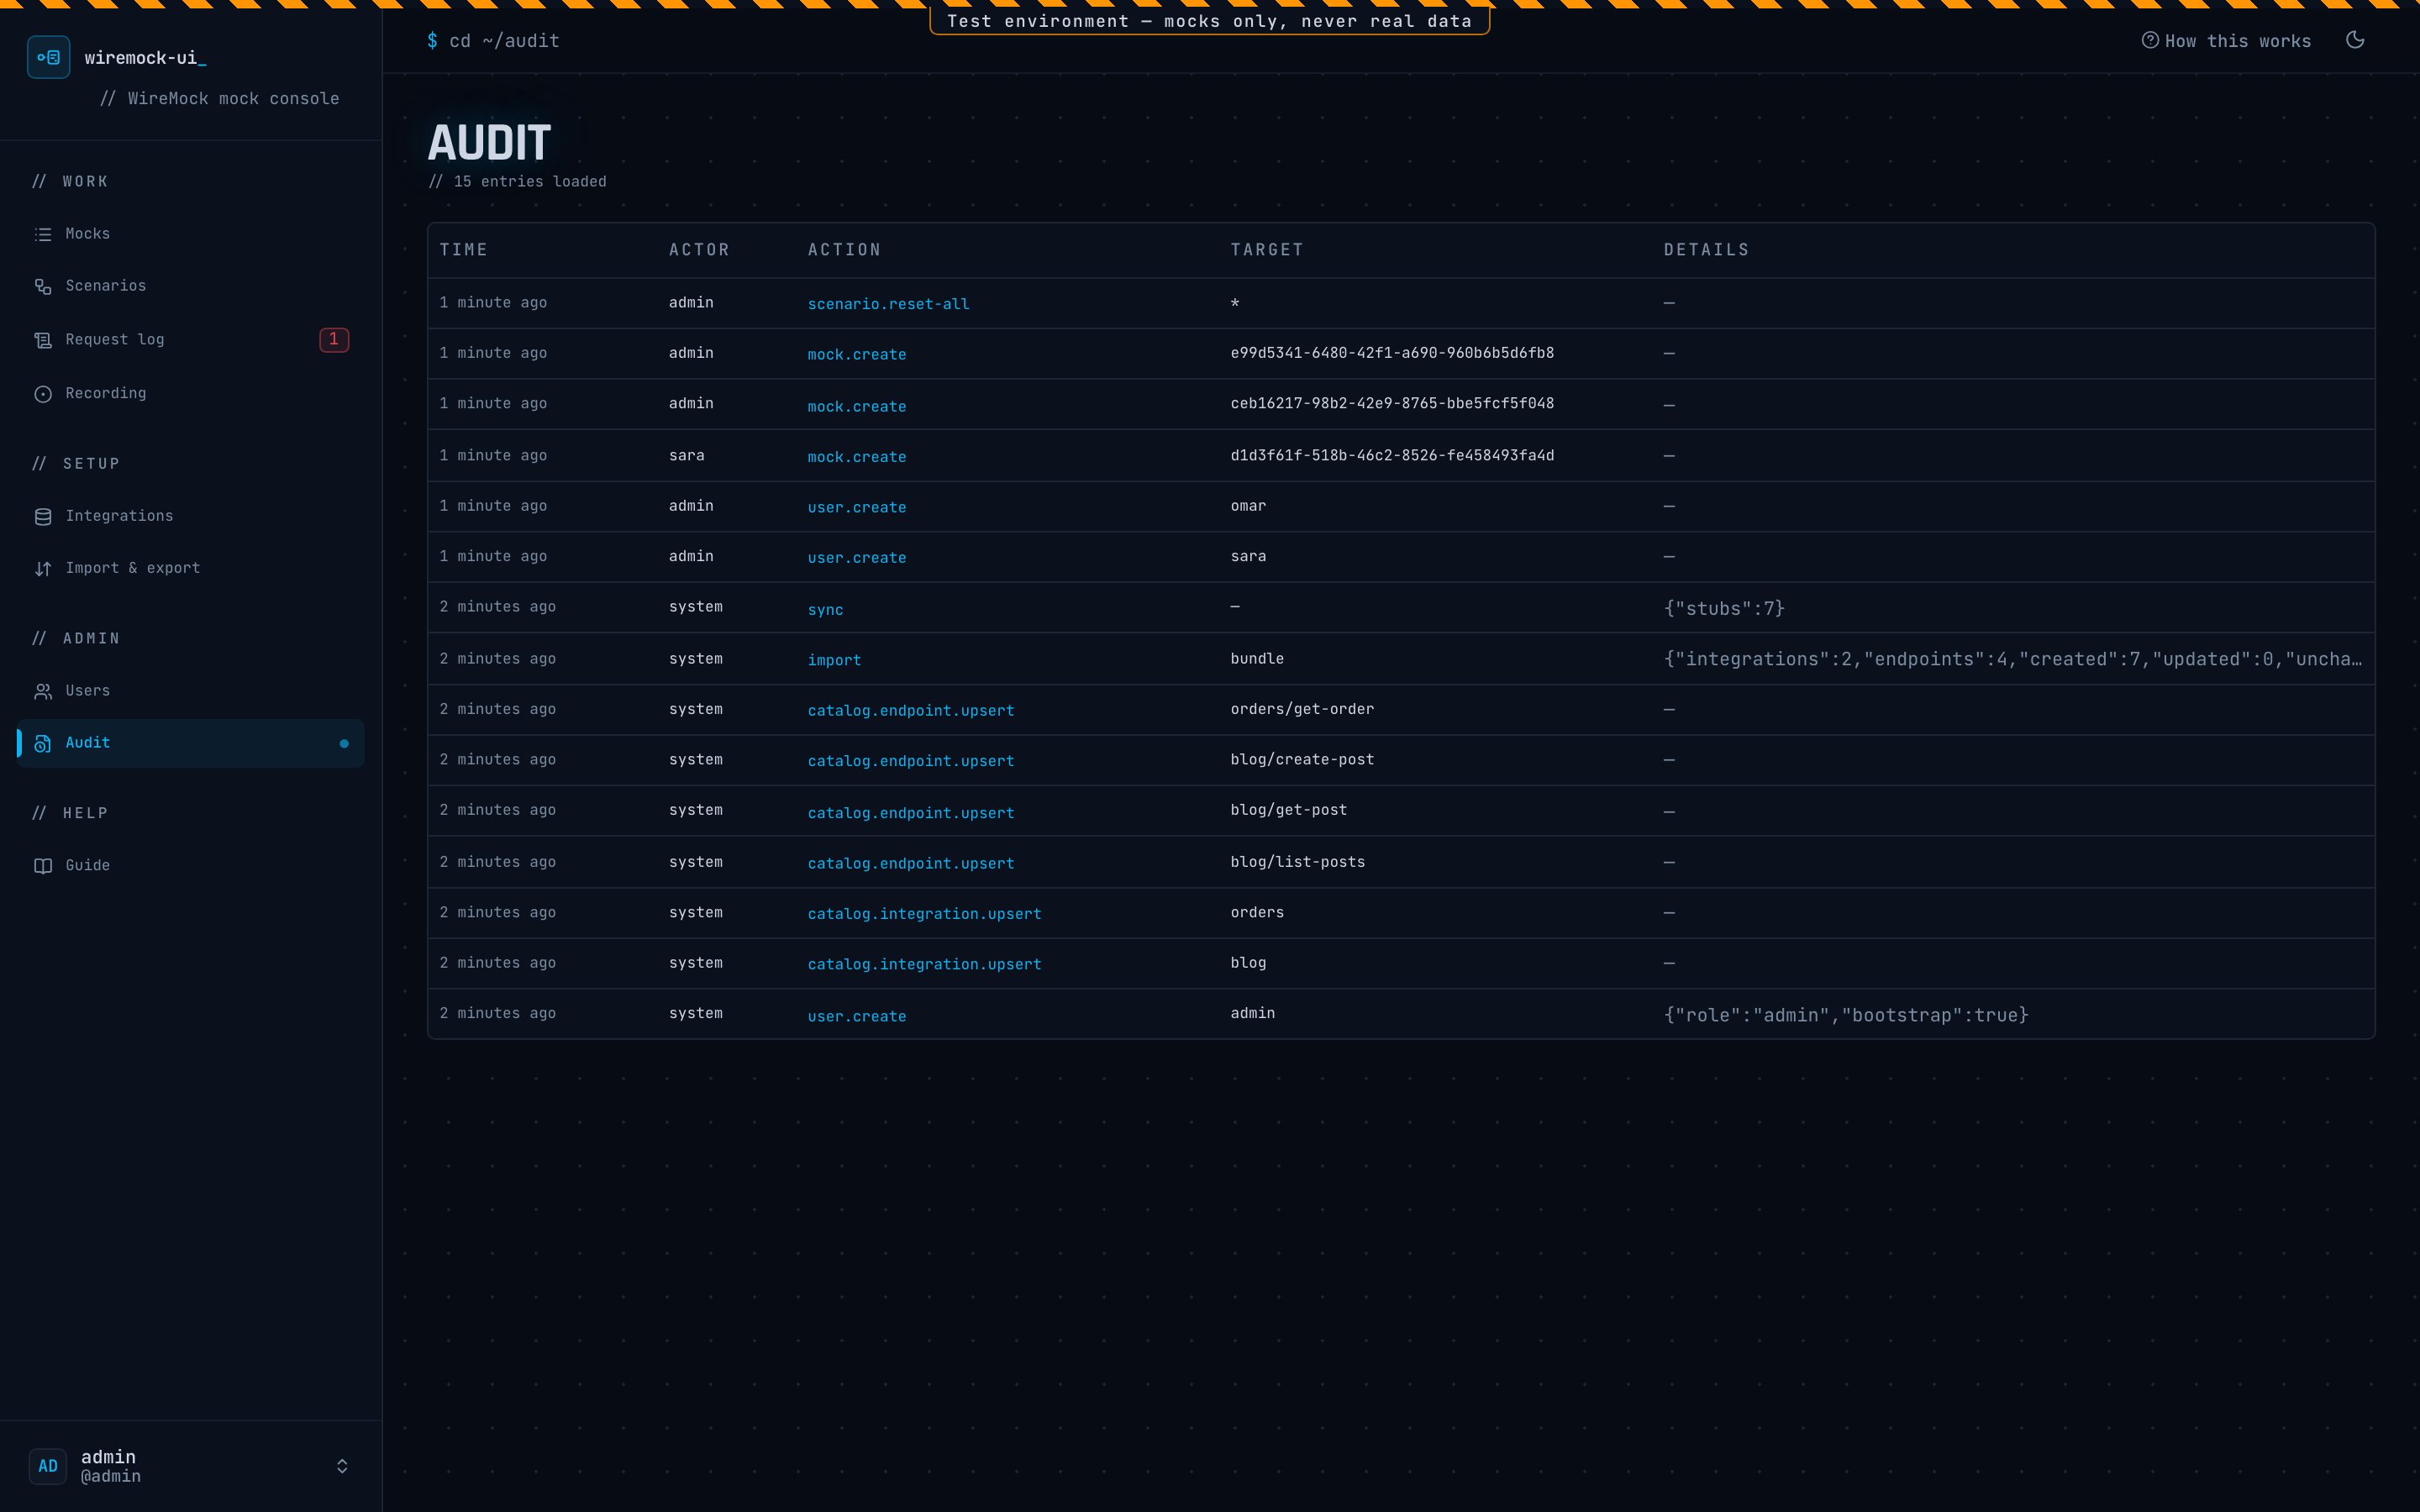 Test environment — mocks only, never real data
wiremock-ui_
// WireMock mock console
// WORK
Mocks
Scenarios
Request log 1
Recording
// SETUP
Integrations
Import & export
// ADMIN
Users
Audit
// HELP
Guide
AD admin
@admin
$ cd ~/audit
How this works
AUDIT
// 15 entries loaded
TIME ACTOR ACTION TARGET DETAILS
1 minute ago admin scenario.reset-all * —
1 minute ago admin mock.create e99d5341-6480-42f1-a690-960b6b5d6fb8 —
1 minute ago admin mock.create ceb16217-98b2-42e9-8765-bbe5fcf5f048 —
1 minute ago sara mock.create d1d3f61f-518b-46c2-8526-fe458493fa4d —
1 minute ago admin user.create omar —
1 minute ago admin user.create sara —
2 minutes ago system sync — {"stubs":7}
2 minutes ago system import bundle {"integrations":2,"endpoints":4,"created":7,"updated":0,"uncha…
2 minutes ago system catalog.endpoint.upsert orders/get-order —
2 minutes ago system catalog.endpoint.upsert blog/create-post —
2 minutes ago system catalog.endpoint.upsert blog/get-post —
2 minutes ago system catalog.endpoint.upsert blog/list-posts —
2 minutes ago system catalog.integration.upsert orders —
2 minutes ago system catalog.integration.upsert blog —
2 minutes ago system user.create admin {"role":"admin","bootstrap":true}